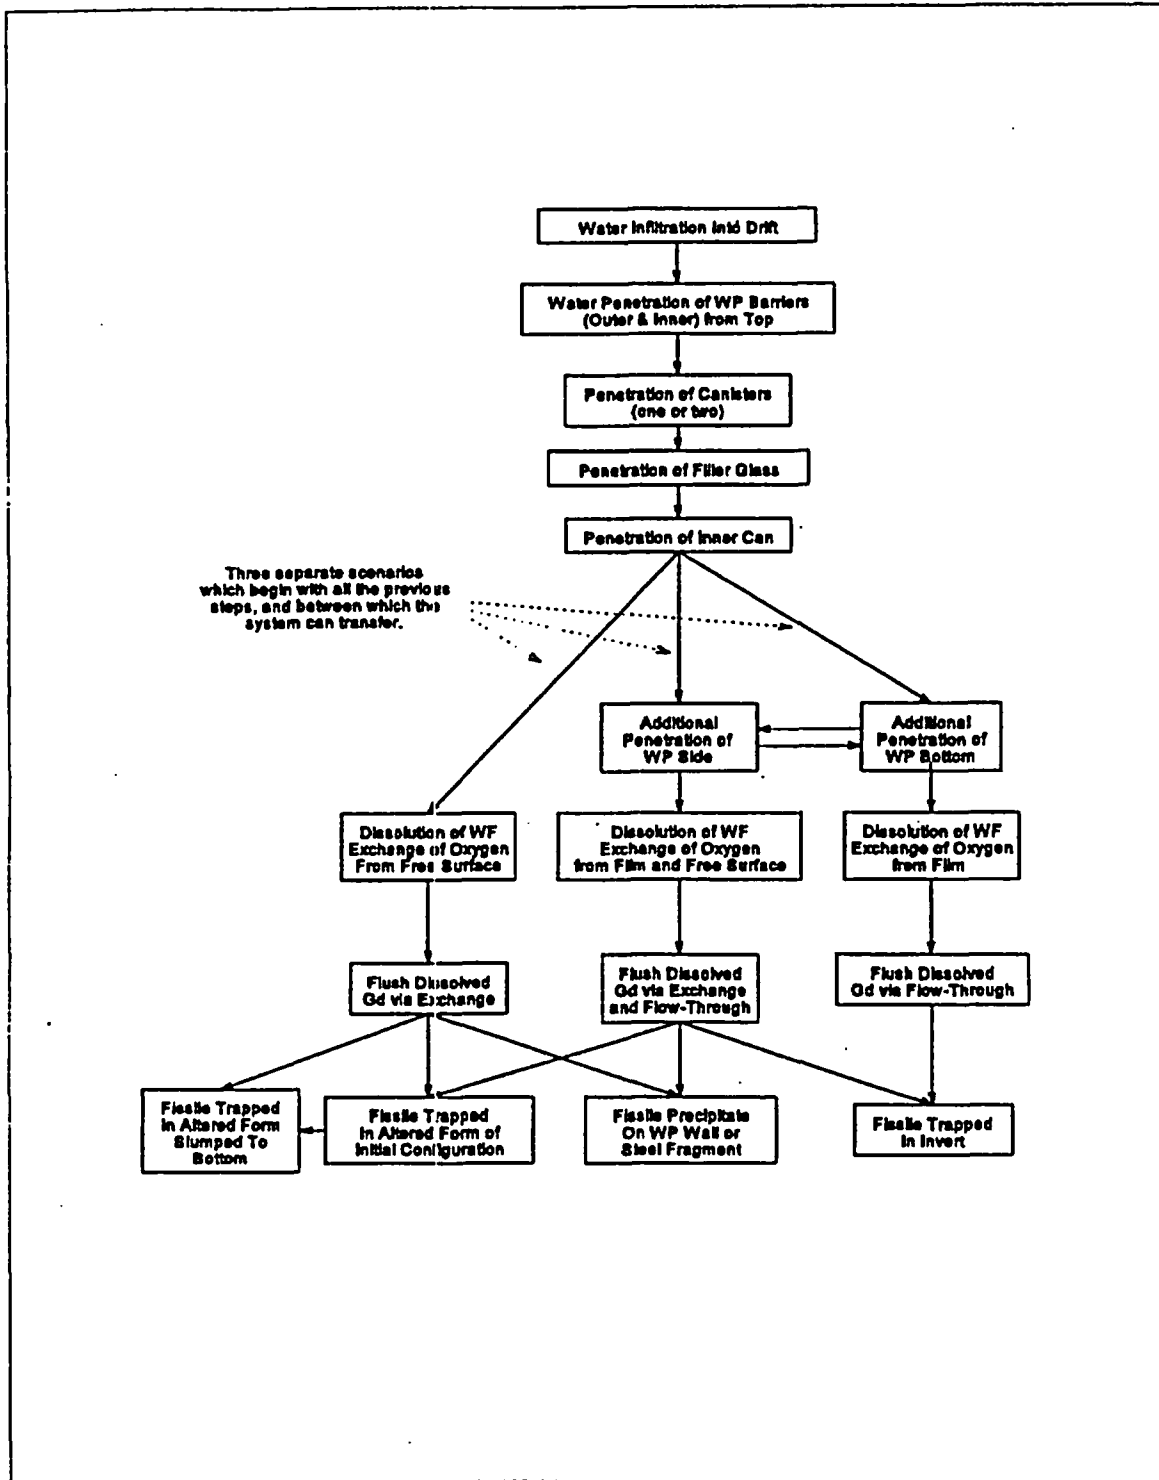 Water Infiltration Into Drift
Water Penetration of WP Barriers
(Outer & Inner) from Top
Penetration of Canisters
(one or two)
Penetration of Filler Glass
Penetration of Inner Can
Three separate scenarios
which begin with all the previous
steps, and between which the
system can transfer.
Additional
Penetration of
WP Side
Additional
Penetration of
WP Bottom
Dissolution of WF
Exchange of Oxygen
From Free Surface
Dissolution of WF
Exchange of Oxygen
from Film and Free Surface
Dissolution of WF
Exchange of Oxygen
from Film
Flush Dissolved
Gd via Exchange
Flush Dissolved
Gd via Exchange
and Flow-Through
Flush Dissolved
Gd via Flow-Through
Fissile Trapped
In Altered Form
Slumped To
Bottom
Fissile Trapped
In Altered Form of
Initial Configuration
Fissile Precipitate
On WP Wall or
Steel Fragment
Fissile Trapped
In Invert